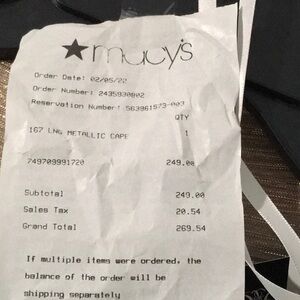 ★macy's
Order Date: 02/05/22
Order Number: 2435930802
Reservation Number: 563961573-003
QTY
167 LNG METALLIC CAPE 1
749709991720 249.00
Subtotal 249.00
Sales Tax 20.54
Grand Total 269.54
If multiple items were ordered, the
balance of the order will be
shipping separately